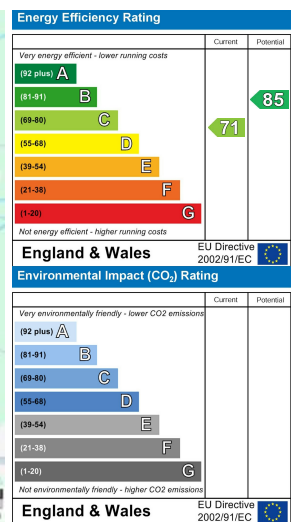 Energy Efficiency Rating
Current Potential
Very energy efficient - lower running costs
(92 plus) A
(81-91) B
(69-80) C
(55-68) D
(39-54) E
(21-38) F
(1-20) G
71
85
Not energy efficient - higher running costs
England & Wales
EU Directive
2002/91/EC
Environmental Impact (CO₂) Rating
Current Potential
Very environmentally friendly - lower CO2 emissions
(92 plus) A
(81-91) B
(69-80) C
(55-68) D
(39-54) E
(21-38) F
(1-20) G
Not environmentally friendly - higher CO2 emissions
England & Wales
EU Directive
2002/91/EC